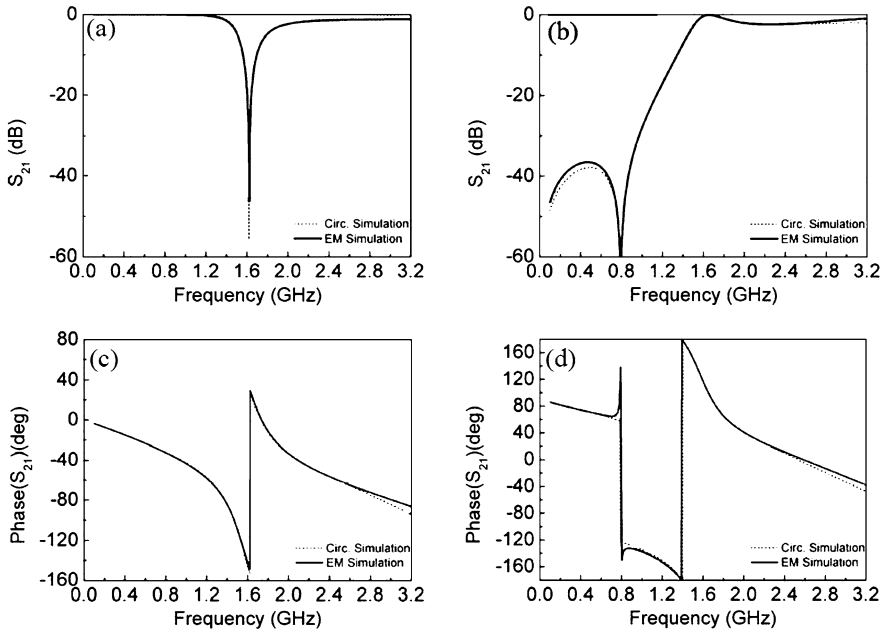 (a)
0
-20
-40
-60
S21 (dB)
Circ. Simulation
EM Simulation
0.0 0.4 0.8 1.2 1.6 2.0 2.4 2.8 3.2
Frequency (GHz)
(b)
0
-20
-40
-60
S21 (dB)
Circ. Simulation
EM Simulation
0.0 0.4 0.8 1.2 1.6 2.0 2.4 2.8 3.2
Frequency (GHz)
(c)
80
40
0
-40
-80
-120
-160
Phase(S21)(deg)
Circ. Simulation
EM Simulation
0.0 0.4 0.8 1.2 1.6 2.0 2.4 2.8 3.2
Frequency (GHz)
(d)
160
120
80
40
0
-40
-80
-120
-160
Phase(S21)(deg)
Circ. Simulation
EM Simulation
0.0 0.4 0.8 1.2 1.6 2.0 2.4 2.8 3.2
Frequency (GHz)